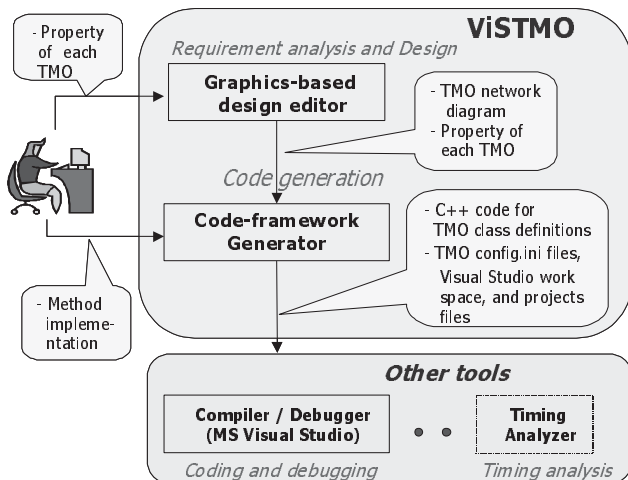 - Property
of each
TMO
ViSTMO
Requirement analysis and Design
Graphics-based
design editor
- TMO network
diagram
- Property of
each TMO
Code generation
Code-framework
Generator
- C++ code for
TMO class definitions
- TMO config.ini files,
Visual Studio work
space, and projects
files
- Method
impleme-
ntation
Other tools
Compiler / Debugger
(MS Visual Studio)
Timing
Analyzer
Coding and debugging
Timing analysis